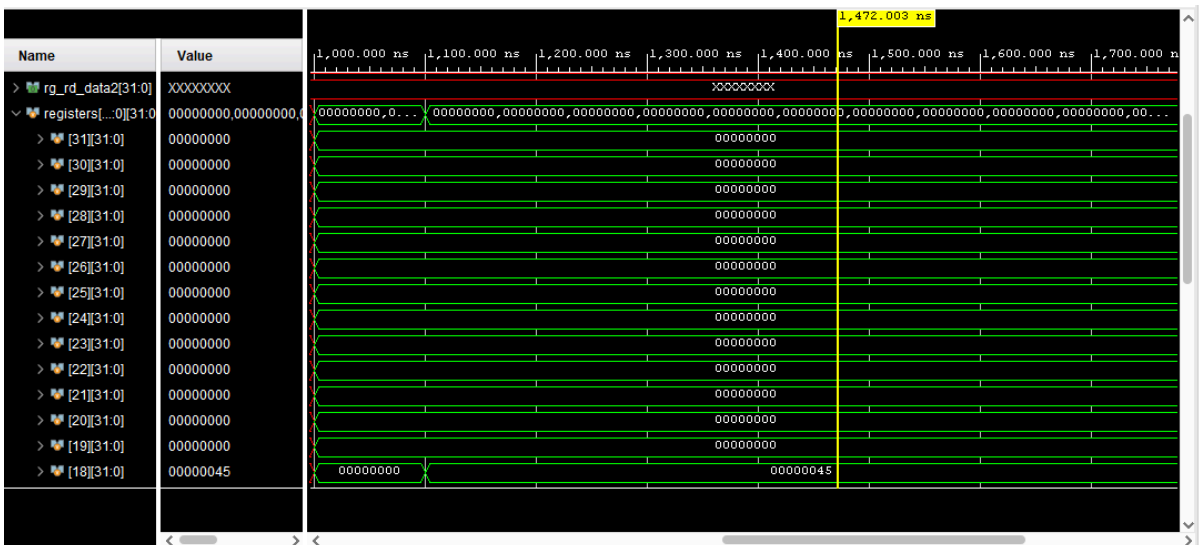 1,472.003 ns
Name Value 1,000.000 ns 1,100.000 ns 1,200.000 ns 1,300.000 ns 1,400.000 ns 1,500.000 ns 1,600.000 ns 1,700.000 n
rg_rd_data2[31:0] XXXXXXXX XXXXXXXX
registers[...:0][31:0 00000000,00000000,0 00000000,0... 00000000,00000000,00000000,00000000,00000000,00000000,00000000,00000000,00...
[31][31:0] 00000000 00000000
[30][31:0] 00000000 00000000
[29][31:0] 00000000 00000000
[28][31:0] 00000000 00000000
[27][31:0] 00000000 00000000
[26][31:0] 00000000 00000000
[25][31:0] 00000000 00000000
[24][31:0] 00000000 00000000
[23][31:0] 00000000 00000000
[22][31:0] 00000000 00000000
[21][31:0] 00000000 00000000
[20][31:0] 00000000 00000000
[19][31:0] 00000000 00000000
[18][31:0] 00000045 00000000 00000045